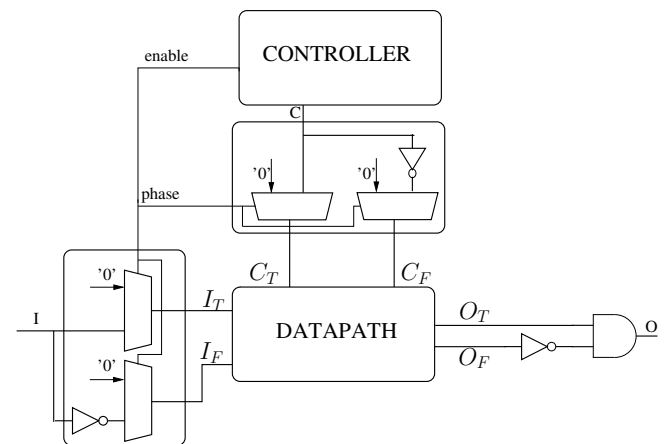 enable
CONTROLLER
C
'0'
'0'
phase
'0'
C_T
C_F
I
I_T
DATAPATH
O_T
O
'0'
I_F
O_F